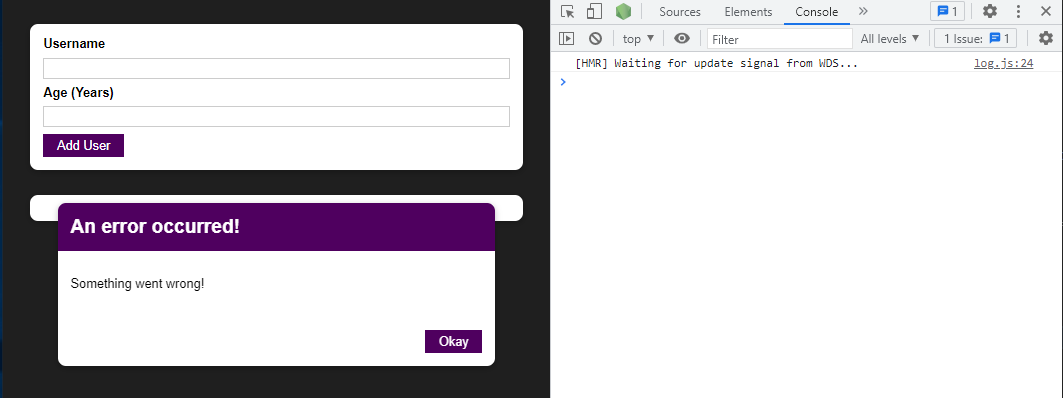 Username
Age (Years)
Add User
An error occurred!
Something went wrong!
Okay
Sources Elements Console » 1
top ▼ Filter All levels ▼ 1 Issue: 1
[HMR] Waiting for update signal from WDS... log.js:24